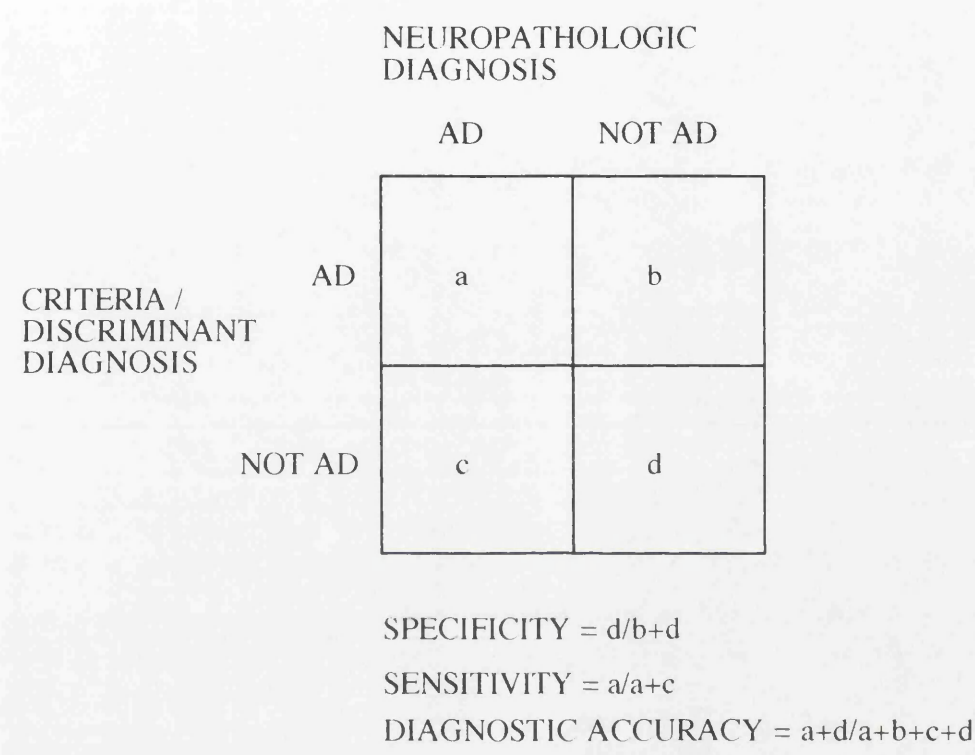 NEUROPATHOLOGIC
DIAGNOSIS
AD NOT AD
AD a b
CRITERIA /
DISCRIMINANT
DIAGNOSIS
NOT AD c d
SPECIFICITY = d/b+d
SENSITIVITY = a/a+c
DIAGNOSTIC ACCURACY = a+d/a+b+c+d